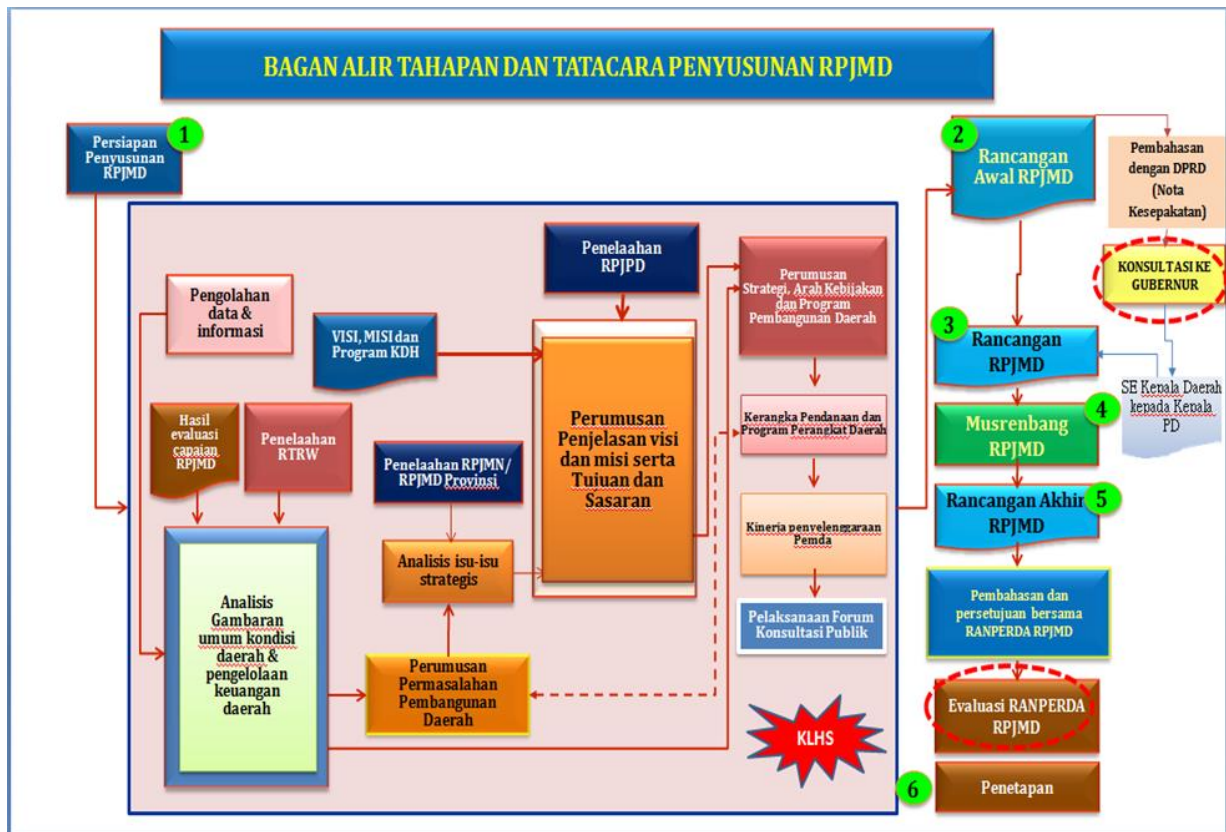 BAGAN ALIR TAHAPAN DAN TATACARA PENYUSUNAN RPJMD
1
Persiapan
Penyusunan
RPJMD
Pengolahan
data &
informasi
VISI, MISI dan
Program KDH
Hasil
evaluasi
capaian
RPJMD
Penelaahan
RTRW
Analisis
Gambaran
umum kondisi
daerah &
pengelolaan
keuangan
daerah
Penelaahan
RPJPD
Penelaahan RPJMN/
RPJMD Provinsi
Analisis isu-isu
strategis
Perumusan
Permasalahan
Pembangunan
Daerah
Perumusan
Penjelasan visi
dan misi serta
Tujuan dan
Sasaran
Perumusan
Strategi, Arah Kebijakan
dan Program
Pembangunan Daerah
Kerangka Pendanaan dan
Program Perangkat Daerah
Kinerja penyelenggaraan
Pemda
Pelaksanaan Forum
Konsultasi Publik
KLHS
2
Rancangan
Awal RPJMD
Pembahasan
dengan DPRD
(Nota
Kesepakatan)
KONSULTASI KE
GUBERNUR
SE Kepala Daerah
kepada Kepala
PD
3
Rancangan
RPJMD
4
Musrenbang
RPJMD
5
Rancangan Akhir
RPJMD
Pembahasan dan
persetujuan bersama
RANPERDA RPJMD
Evaluasi RANPERDA
RPJMD
6
Penetapan